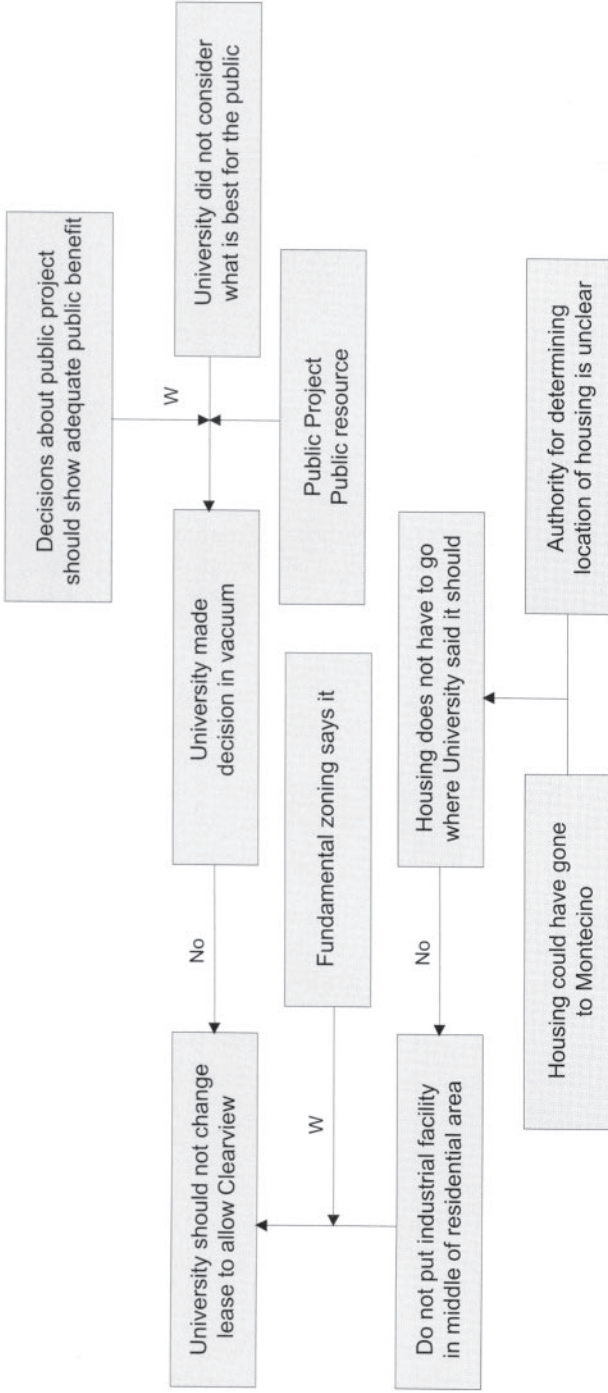 Decisions about public project
should show adequate public benefit
W
University should not change
lease to allow Clearview
No
University made
decision in vacuum
University did not consider
what is best for the public
Fundamental zoning says it
Public Project
Public resource
W
Do not put industrial facility
in middle of residential area
No
Housing does not have to go
where University said it should
Housing could have gone
to Montecino
Authority for determining
location of housing is unclear